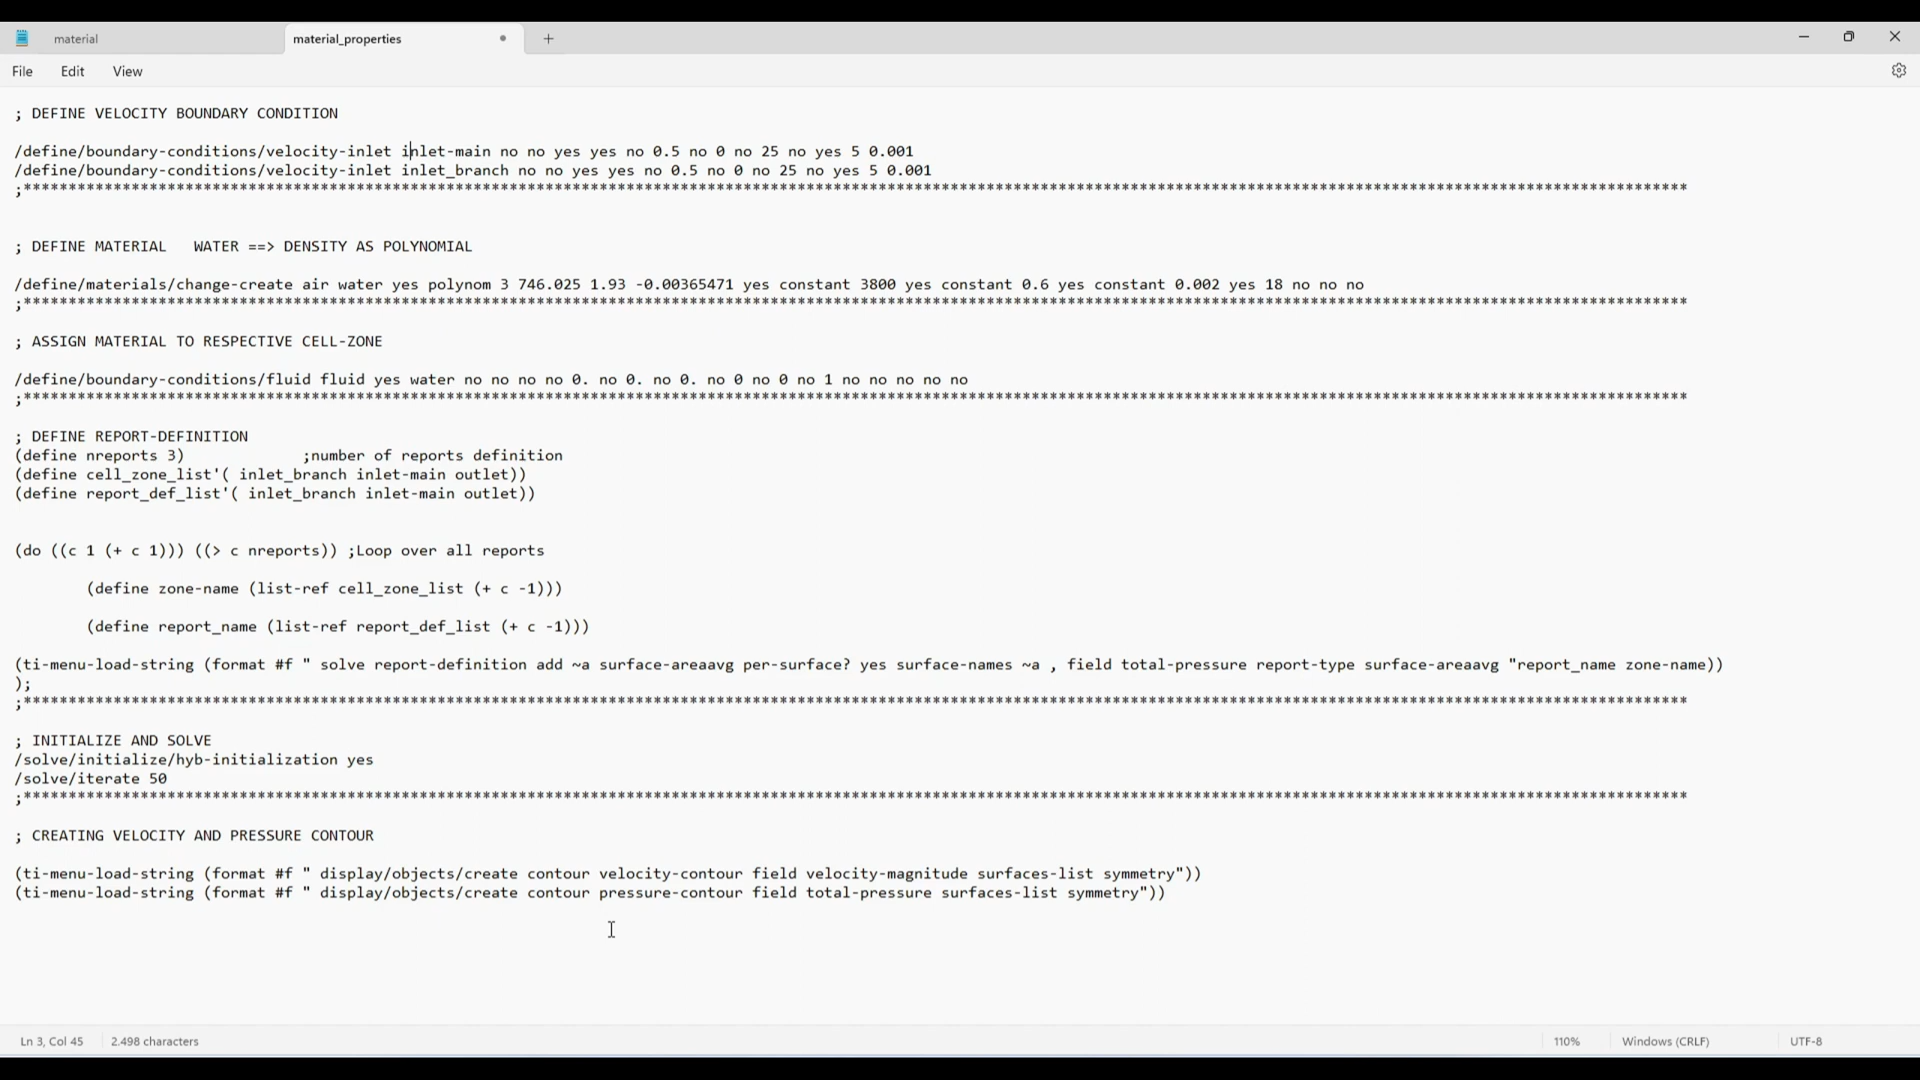 material
material_properties
File Edit View
; DEFINE VELOCITY BOUNDARY CONDITION
/define/boundary-conditions/velocity-inlet inlet-main no no yes yes no 0.5 no 0 no 25 no yes 5 0.001
/define/boundary-conditions/velocity-inlet inlet_branch no no yes yes no 0.5 no 0 no 25 no yes 5 0.001
;*****************************************************************************************************************************************************************************************
; DEFINE MATERIAL   WATER ==> DENSITY AS POLYNOMIAL
/define/materials/change-create air water yes polynom 3 746.025 1.93 -0.00365471 yes constant 3800 yes constant 0.6 yes constant 0.002 yes 18 no no no
;*****************************************************************************************************************************************************************************************
; ASSIGN MATERIAL TO RESPECTIVE CELL-ZONE
/define/boundary-conditions/fluid fluid yes water no no no no 0. no 0. no 0. no 0 no 0 no 1 no no no no no
;*****************************************************************************************************************************************************************************************
; DEFINE REPORT-DEFINITION
(define nreports 3)             ;number of reports definition
(define cell_zone_list'( inlet_branch inlet-main outlet))
(define report_def_list'( inlet_branch inlet-main outlet))
(do ((c 1 (+ c 1))) ((> c nreports)) ;Loop over all reports
(define zone-name (list-ref cell_zone_list (+ c -1)))
(define report_name (list-ref report_def_list (+ c -1)))
(ti-menu-load-string (format #f " solve report-definition add ~a surface-areaavg per-surface? yes surface-names ~a , field total-pressure report-type surface-areaavg "report_name zone-name))
);
;*****************************************************************************************************************************************************************************************
; INITIALIZE AND SOLVE
/solve/initialize/hyb-initialization yes
/solve/iterate 50
;*****************************************************************************************************************************************************************************************
; CREATING VELOCITY AND PRESSURE CONTOUR
(ti-menu-load-string (format #f " display/objects/create contour velocity-contour field velocity-magnitude surfaces-list symmetry"))
(ti-menu-load-string (format #f " display/objects/create contour pressure-contour field total-pressure surfaces-list symmetry"))
Ln 3, Col 45 2.498 characters 110% Windows (CRLF) UTF-8